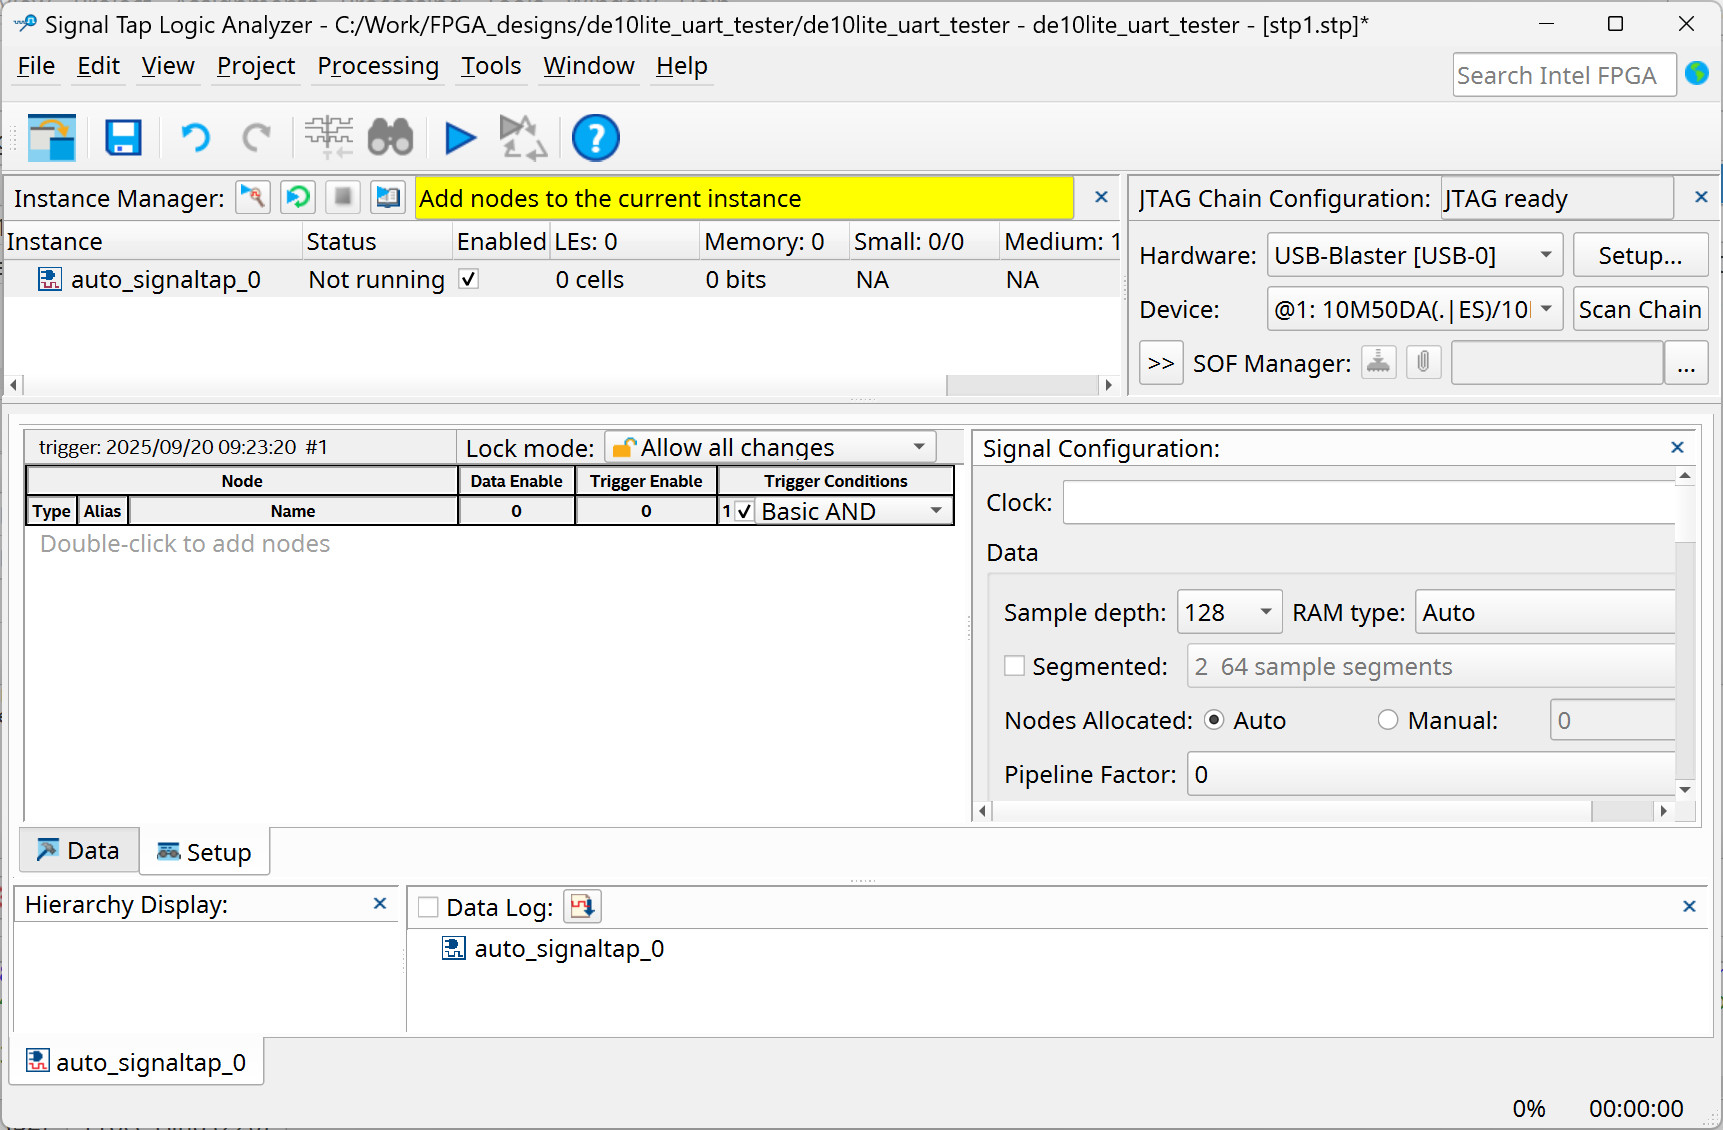 Signal Tap Logic Analyzer - C:/Work/FPGA_designs/de10lite_uart_tester/de10lite_uart_tester - de10lite_uart_tester - [stp1.stp]*
File Edit View Project Processing Tools Window Help
Search Intel FPGA
Instance Manager: Add nodes to the current instance
JTAG Chain Configuration: JTAG ready
Instance Status Enabled LEs: 0 Memory: 0 Small: 0/0 Medium: 1
auto_signaltap_0 Not running 0 cells 0 bits NA NA
Hardware: USB-Blaster [USB-0] Setup...
Device: @1: 10M50DA(.|ES)/10 Scan Chain
>> SOF Manager: ...
trigger: 2025/09/20 09:23:20 #1 Lock mode: Allow all changes
Node Data Enable Trigger Enable Trigger Conditions
Type Alias Name 0 0 1 Basic AND
Double-click to add nodes
Signal Configuration:
Clock:
Data
Sample depth: 128 RAM type: Auto
Segmented: 2 64 sample segments
Nodes Allocated: Auto Manual: 0
Pipeline Factor: 0
Data Setup
Hierarchy Display:
Data Log:
auto_signaltap_0
auto_signaltap_0
0% 00:00:00